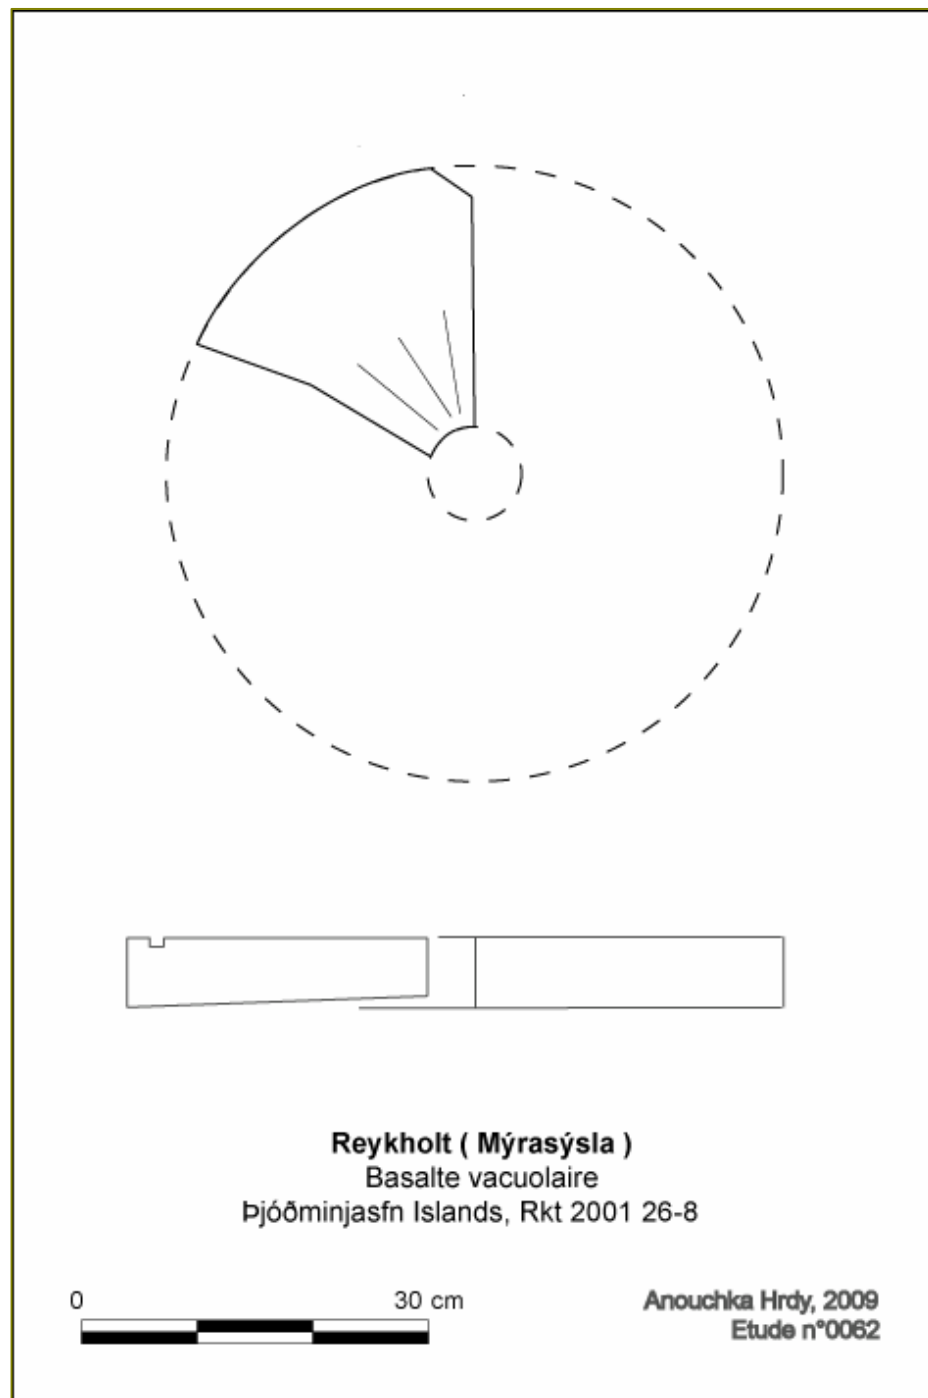 Reykholt ( Mýrasýsla )
Basalte vacuolaire
Þjóðminjasfn Islands, Rkt 2001 26-8
0 30 cm
Anouchka Hrdy, 2009
Etude n°0062